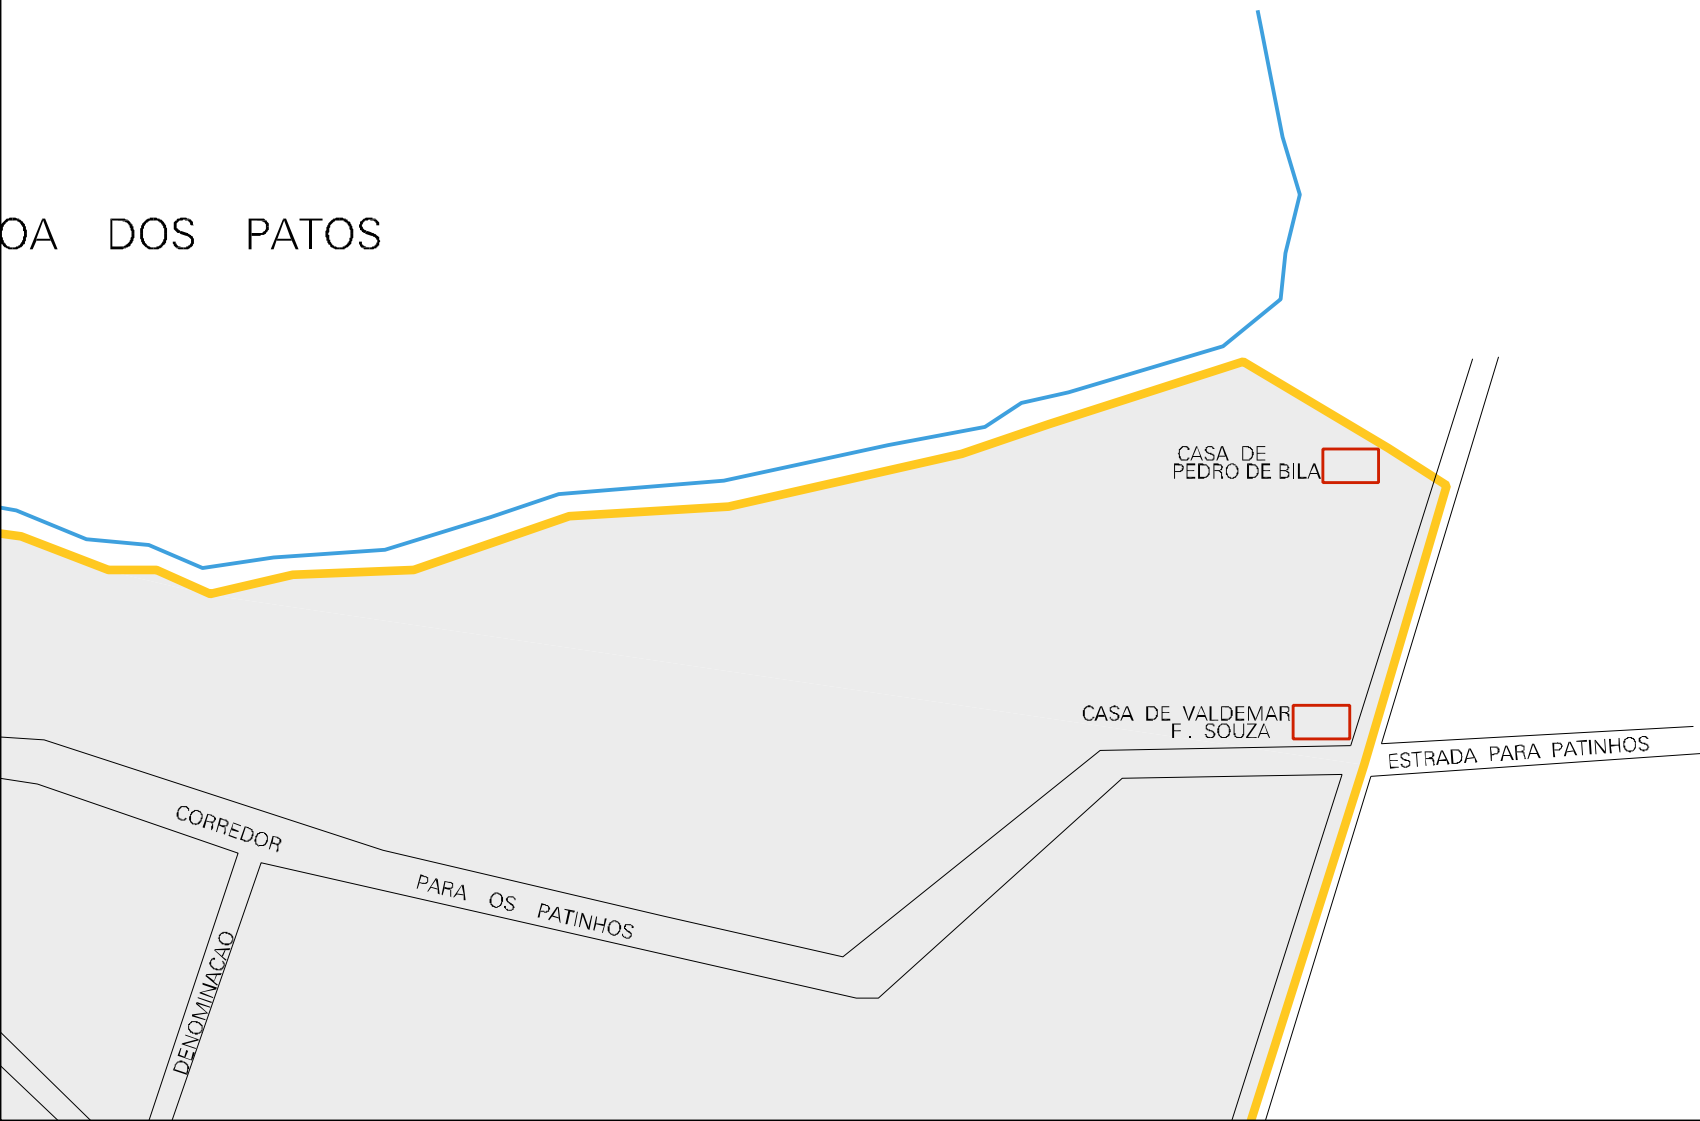 OA DOS PATOS
CASA DE
PEDRO DE BILA
CASA DE VALDEMAR
F. SOUZA
ESTRADA PARA PATINHOS
CORREDOR
PARA OS PATINHOS
DENOMINACAO